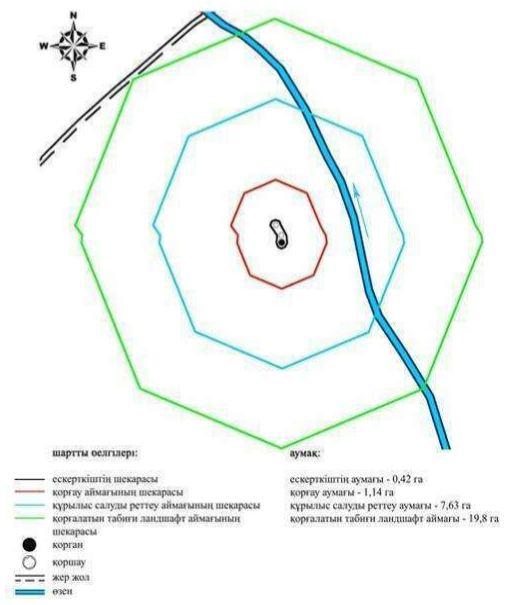 N
W E
S
шартты белгілері:
ескерткіштің шекарасы
қорғау аймағының шекарасы
құрылыс салуды реттеу аймағының шекарасы
қорғалатын табиғи ландшафт аймағының
шекарасы
қорған
қоршау
жер жол
өзен
аумақ:
ескерткіштің аумағы - 0,42 га
қорғау аумағы - 1,14 га
құрылыс салуды реттеу аумағы - 7,63 га
қорғалатын табиғи ландшафт аймағы - 19,8 га